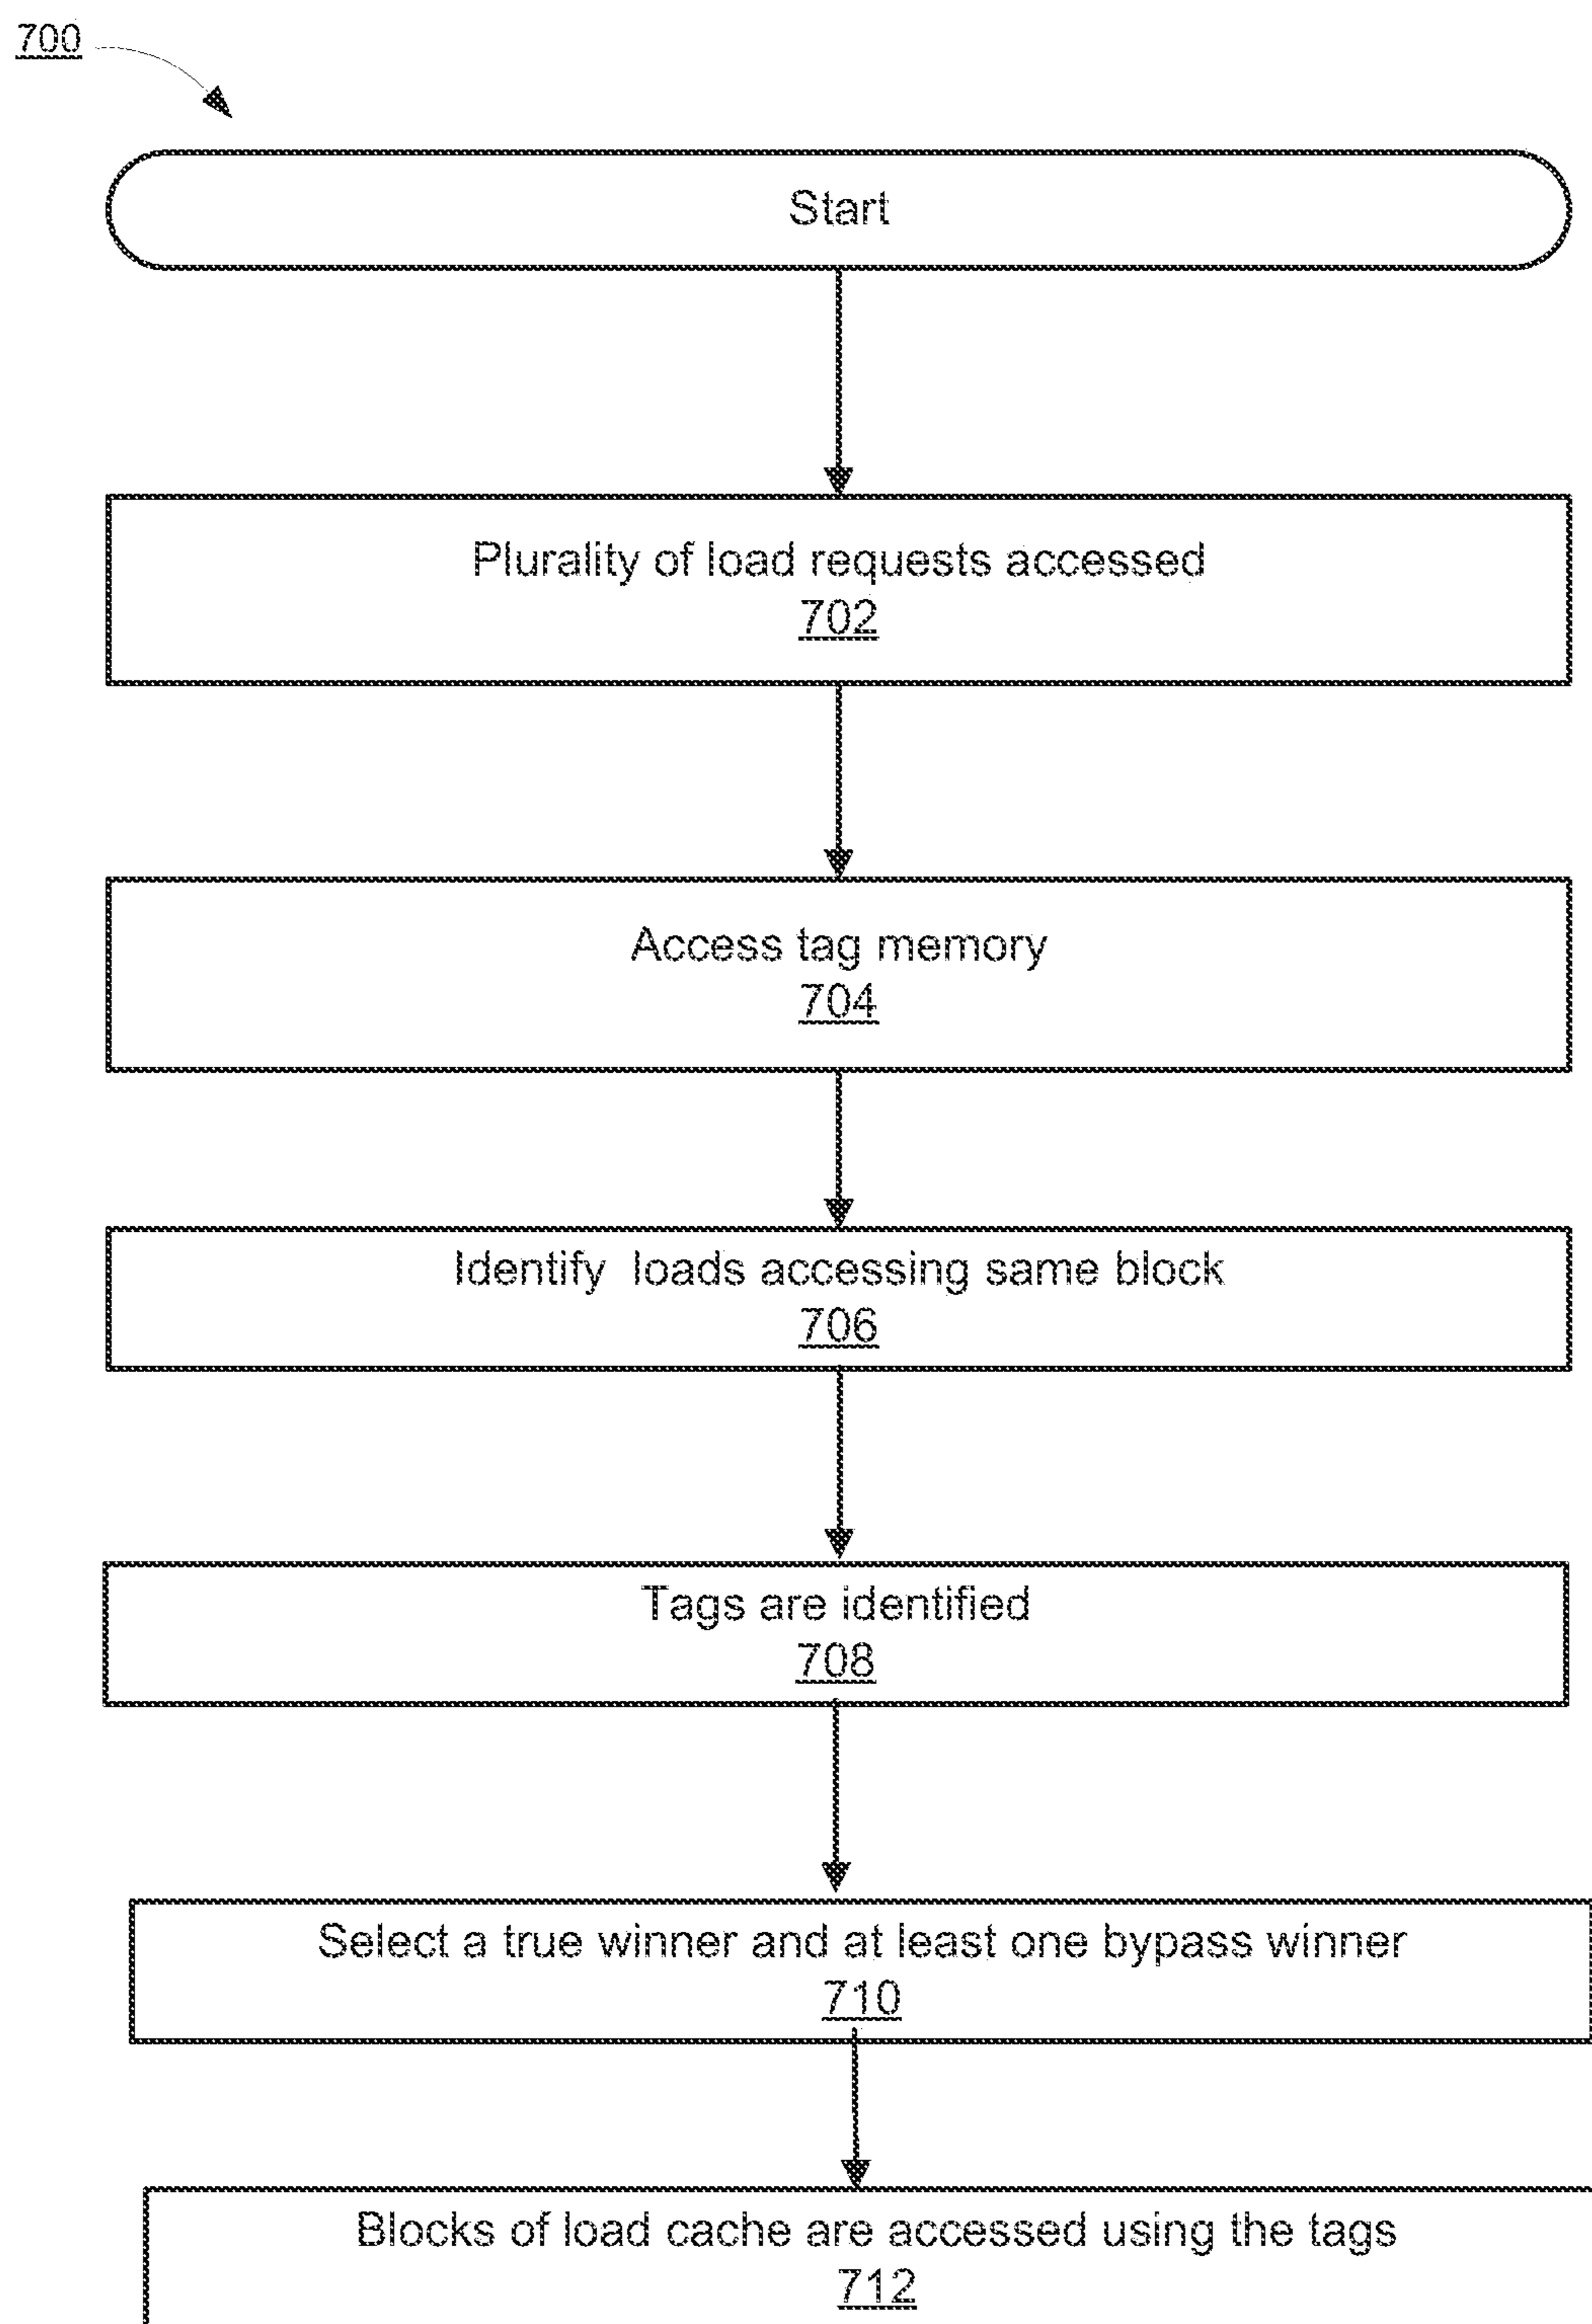 700
Start
Plurality of load requests accessed
702
Access tag memory
704
Identify loads accessing same block
706
Tags are identified
708
Select a true winner and at least one bypass winner
710
Blocks of load cache are accessed using the tags
712